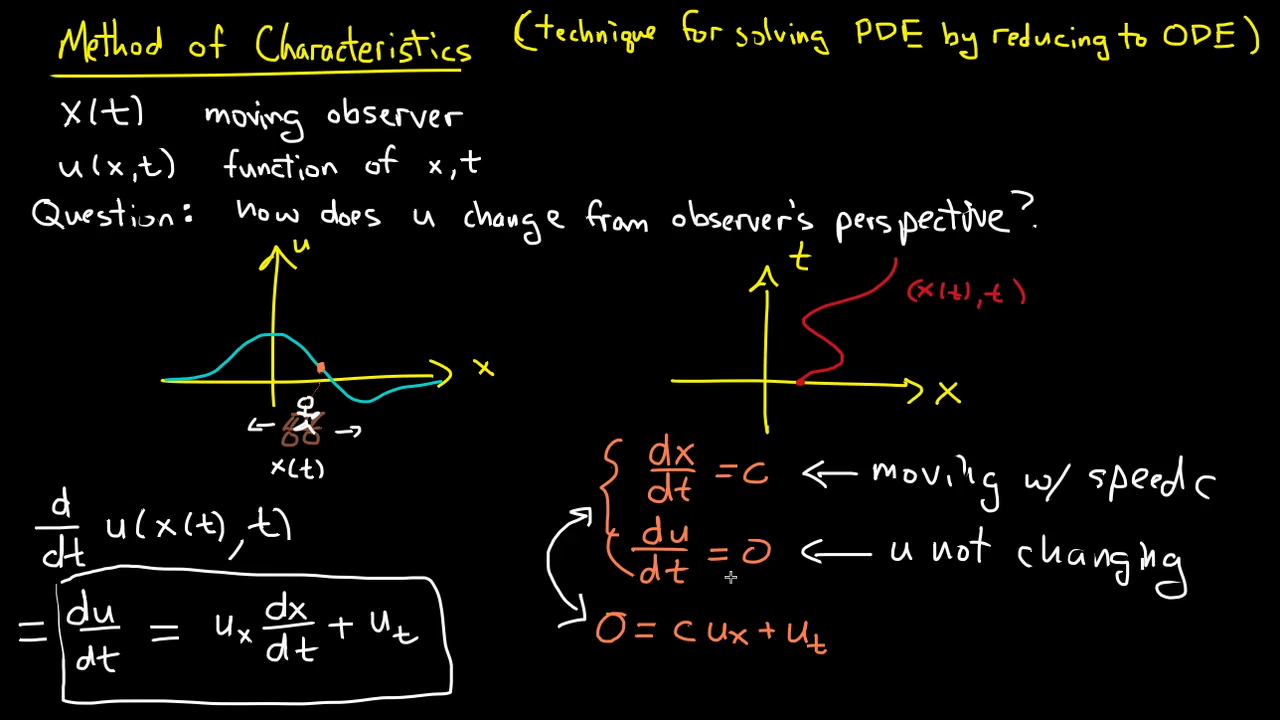 Method of Characteristics (technique for solving PDE by reducing to ODE)
x(t) moving observer
u(x,t) function of x,t
Question: how does u change from observer's perspective?
u
x
x(t)
t
(x(t),t)
x
d/dt u(x(t),t)
= du/dt = u_x dx/dt + u_t
dx/dt = c ← moving w/ speed c
du/dt = 0 ← u not changing
0 = c u_x + u_t